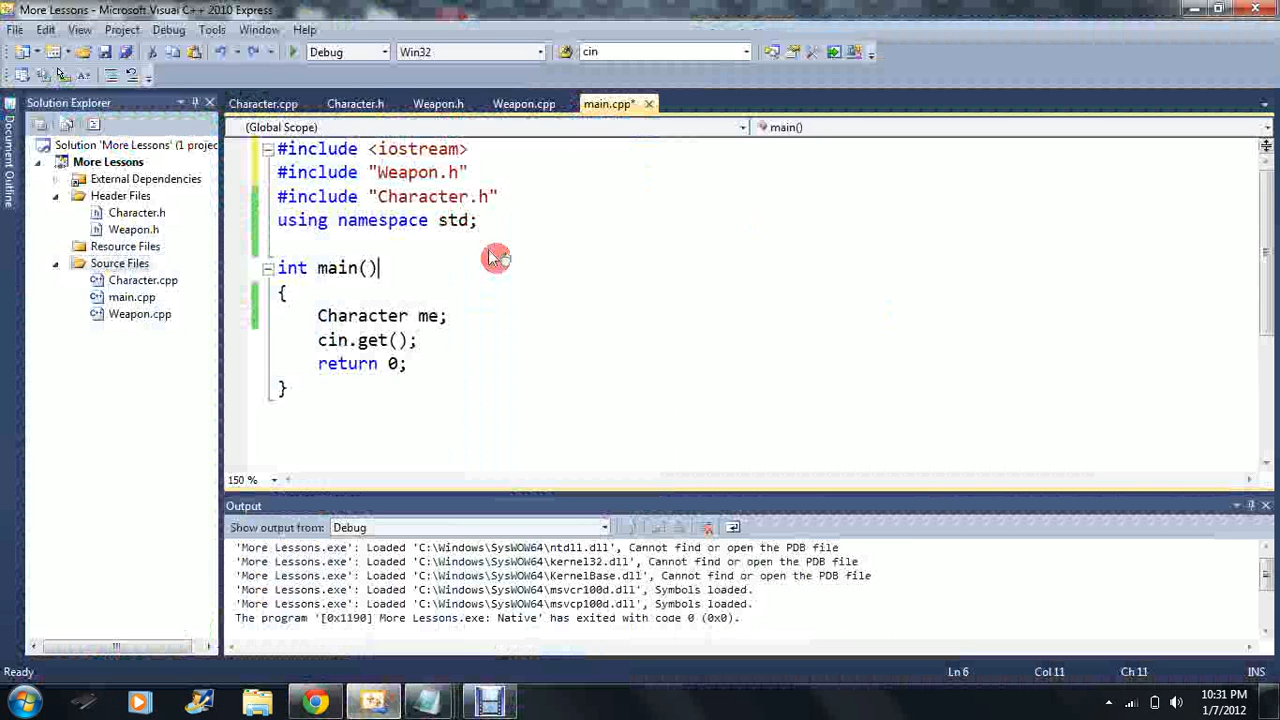 More Lessons - Microsoft Visual C++ 2010 Express
File Edit View Project Debug Tools Window Help
Debug Win32 cin
Solution Explorer
Character.cpp Character.h Weapon.h Weapon.cpp main.cpp*
Document Outline
(Global Scope) main()
Solution 'More Lessons' (1 projec
More Lessons
External Dependencies
Header Files
Character.h
Weapon.h
Resource Files
Source Files
Character.cpp
main.cpp
Weapon.cpp
#include <iostream>
#include "Weapon.h"
#include "Character.h"
using namespace std;
int main()
{
Character me;
cin.get();
return 0;
}
150 %
Output
Show output from: Debug
'More Lessons.exe': Loaded 'C:\Windows\SysWOW64\ntdll.dll', Cannot find or open the PDB file
'More Lessons.exe': Loaded 'C:\Windows\SysWOW64\kernel32.dll', Cannot find or open the PDB file
'More Lessons.exe': Loaded 'C:\Windows\SysWOW64\KernelBase.dll', Cannot find or open the PDB file
'More Lessons.exe': Loaded 'C:\Windows\SysWOW64\msvcr100d.dll', Symbols loaded.
'More Lessons.exe': Loaded 'C:\Windows\SysWOW64\msvcp100d.dll', Symbols loaded.
The program '[0x1190] More Lessons.exe: Native' has exited with code 0 (0x0).
Ready Ln 6 Col 11 Ch 11 INS
10:31 PM
1/7/2012